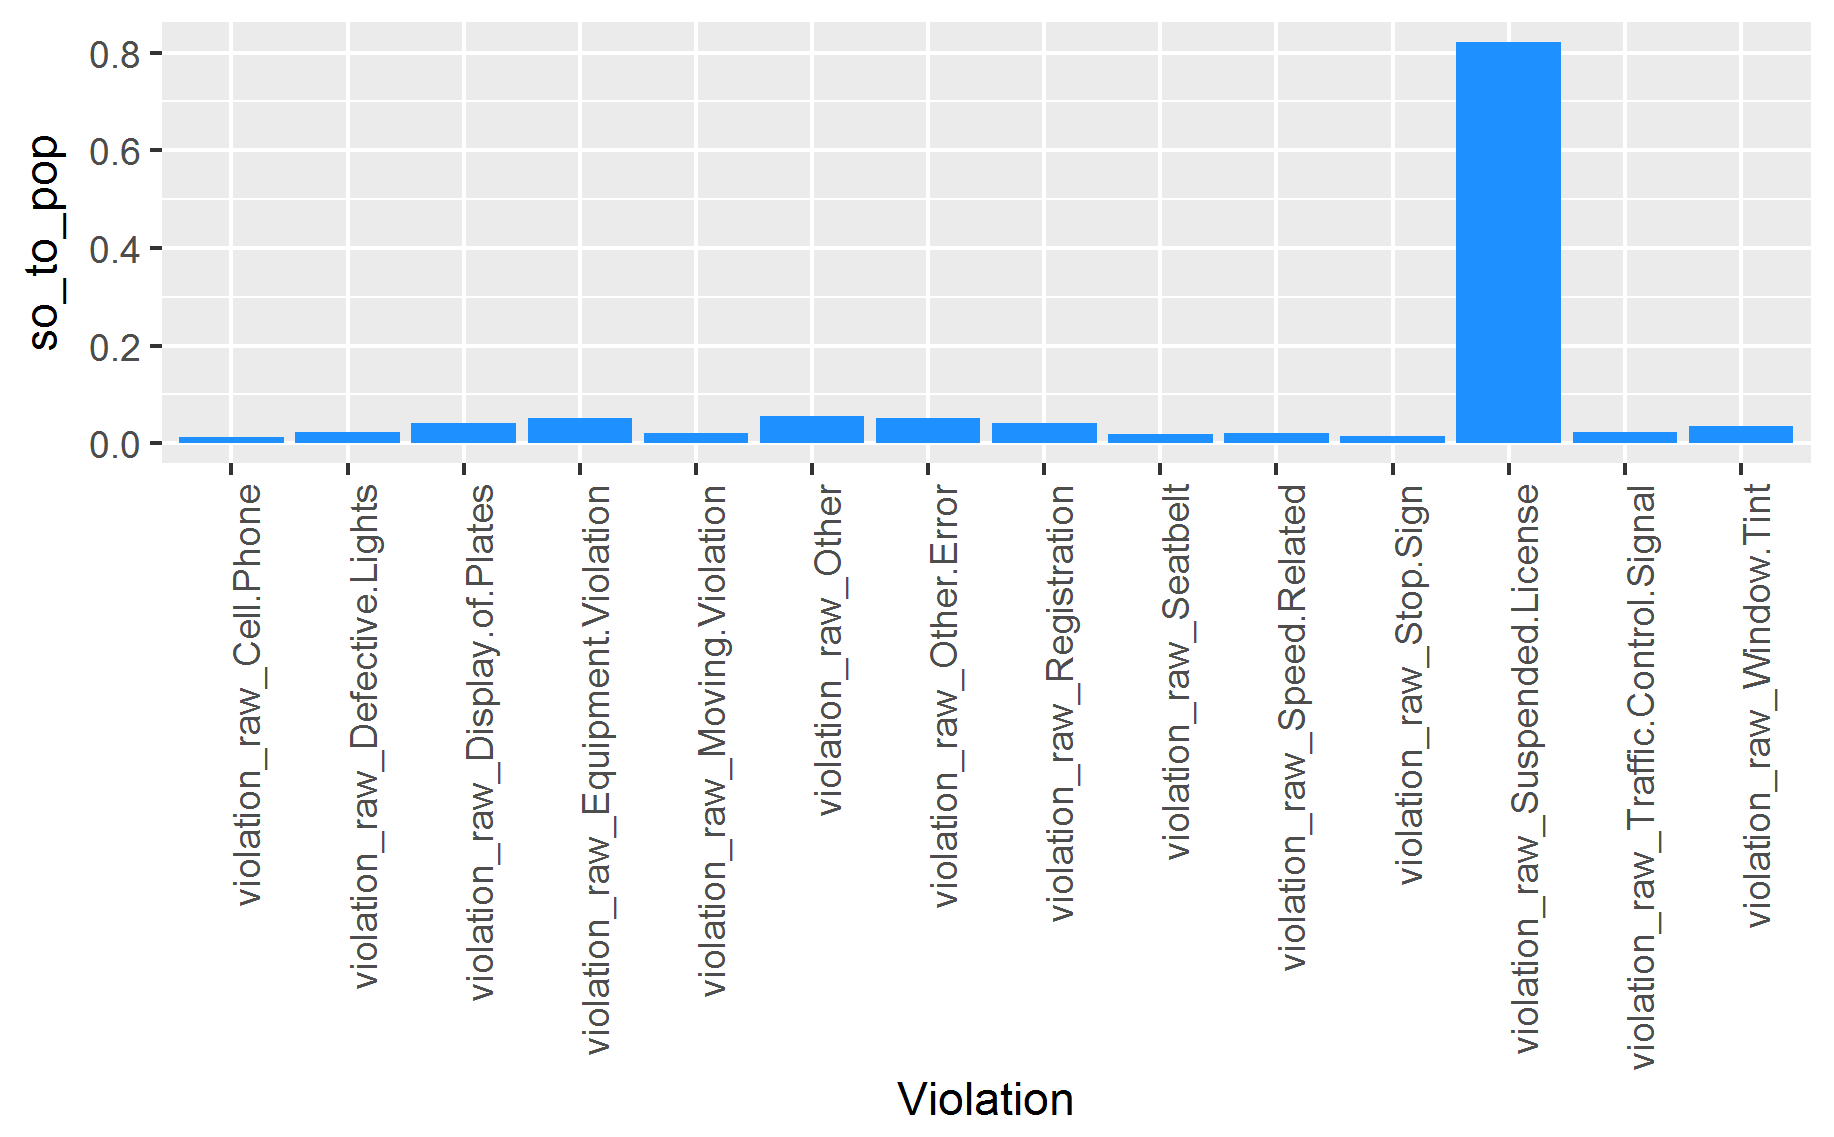 so_to_pop
0.8
0.6
0.4
0.2
0.0
violation_raw_Cell.Phone
violation_raw_Defective.Lights
violation_raw_Display.of.Plates
violation_raw_Equipment.Violation
violation_raw_Moving.Violation
violation_raw_Other
violation_raw_Other.Error
violation_raw_Registration
violation_raw_Seatbelt
violation_raw_Speed.Related
violation_raw_Stop.Sign
violation_raw_Suspended.License
violation_raw_Traffic.Control.Signal
violation_raw_Window.Tint
Violation